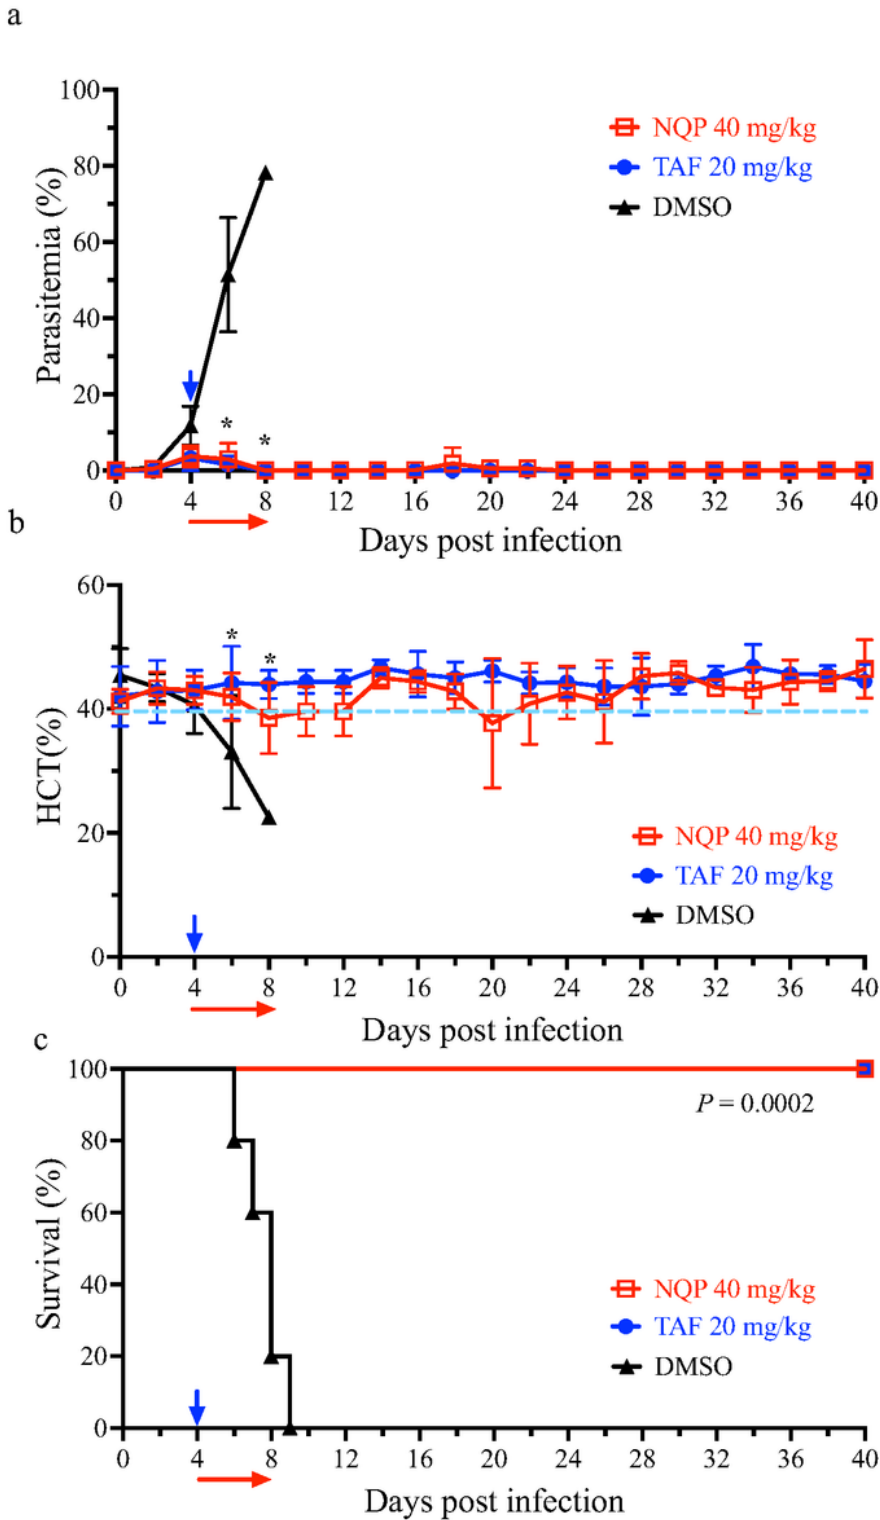 a
Parasitemia (%)
100
80
60
40
20
0
NQP 40 mg/kg
TAF 20 mg/kg
DMSO
*
*
0 4 8 12 16 20 24 28 32 36 40
Days post infection
b
HCT(%)
60
40
20
0
*
*
NQP 40 mg/kg
TAF 20 mg/kg
DMSO
0 4 8 12 16 20 24 28 32 36 40
Days post infection
c
Survival (%)
100
80
60
40
20
0
P = 0.0002
NQP 40 mg/kg
TAF 20 mg/kg
DMSO
0 4 8 12 16 20 24 28 32 36 40
Days post infection